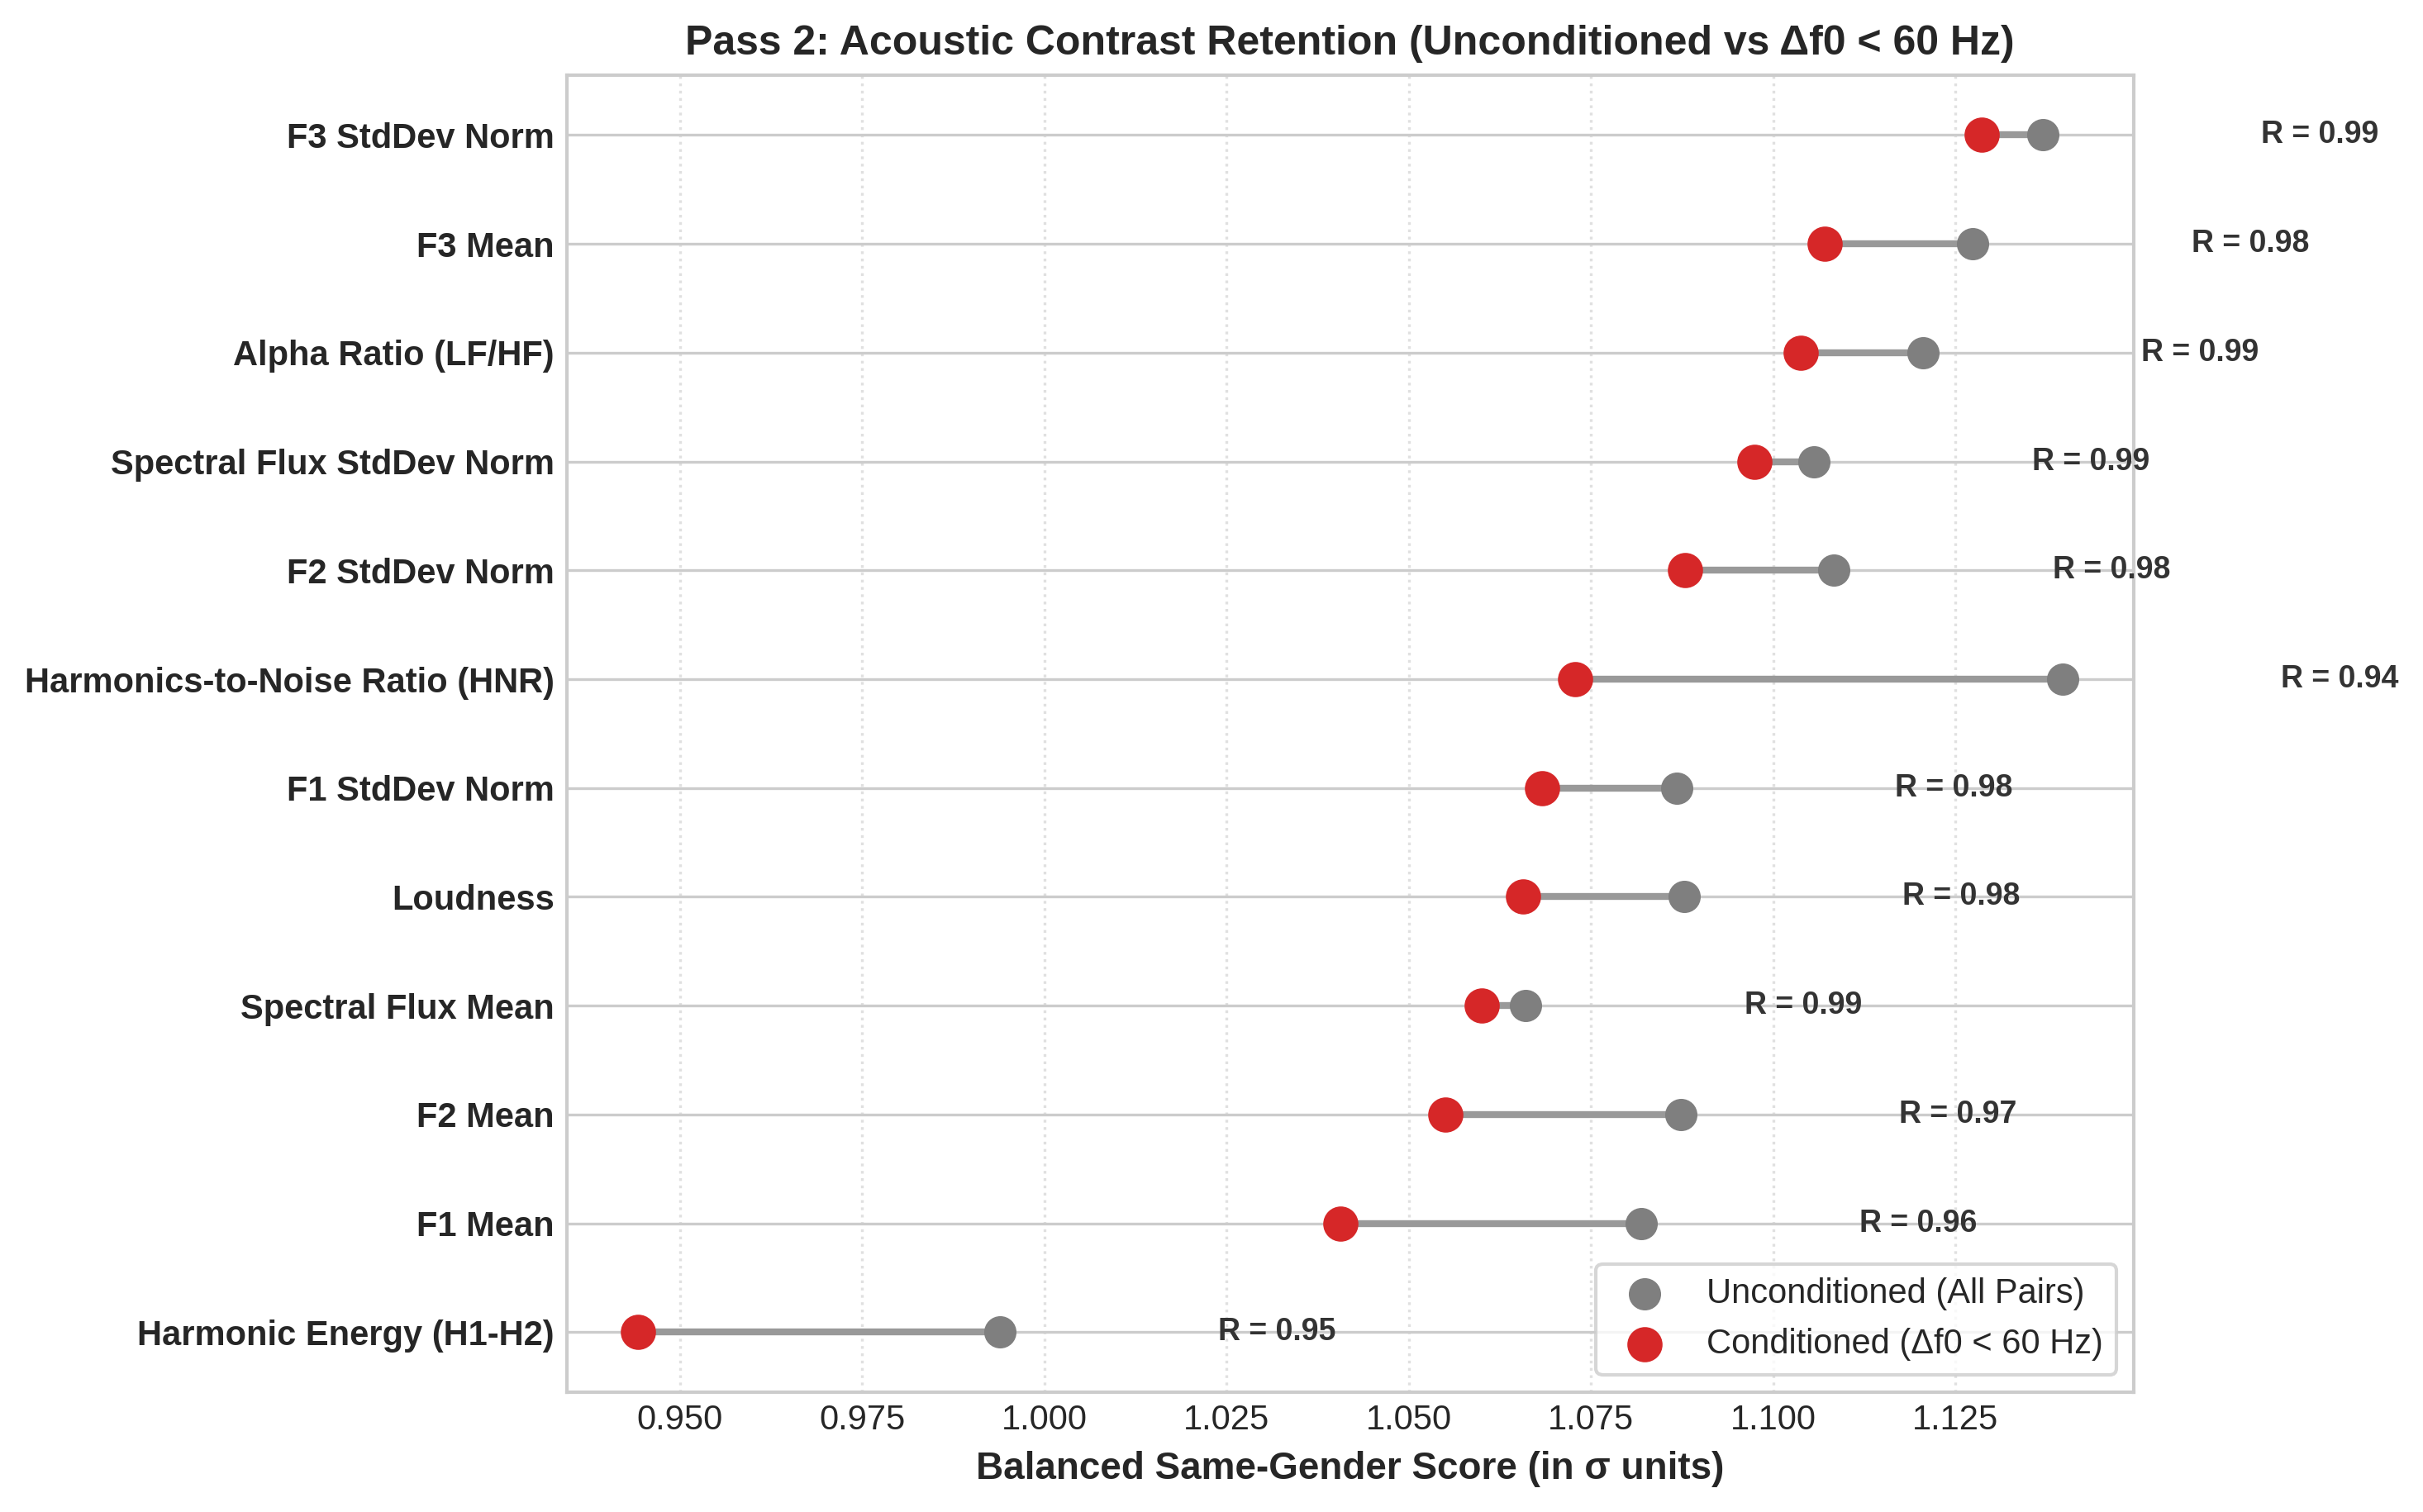 Pass 2: Acoustic Contrast Retention (Unconditioned vs Δf0 < 60 Hz)
F3 StdDev Norm R = 0.99
F3 Mean R = 0.98
Alpha Ratio (LF/HF) R = 0.99
Spectral Flux StdDev Norm R = 0.99
F2 StdDev Norm R = 0.98
Harmonics-to-Noise Ratio (HNR) R = 0.94
F1 StdDev Norm R = 0.98
Loudness R = 0.98
Spectral Flux Mean R = 0.99
F2 Mean R = 0.97
F1 Mean R = 0.96
Harmonic Energy (H1-H2) R = 0.95
Unconditioned (All Pairs)
Conditioned (Δf0 < 60 Hz)
0.950 0.975 1.000 1.025 1.050 1.075 1.100 1.125
Balanced Same-Gender Score (in σ units)